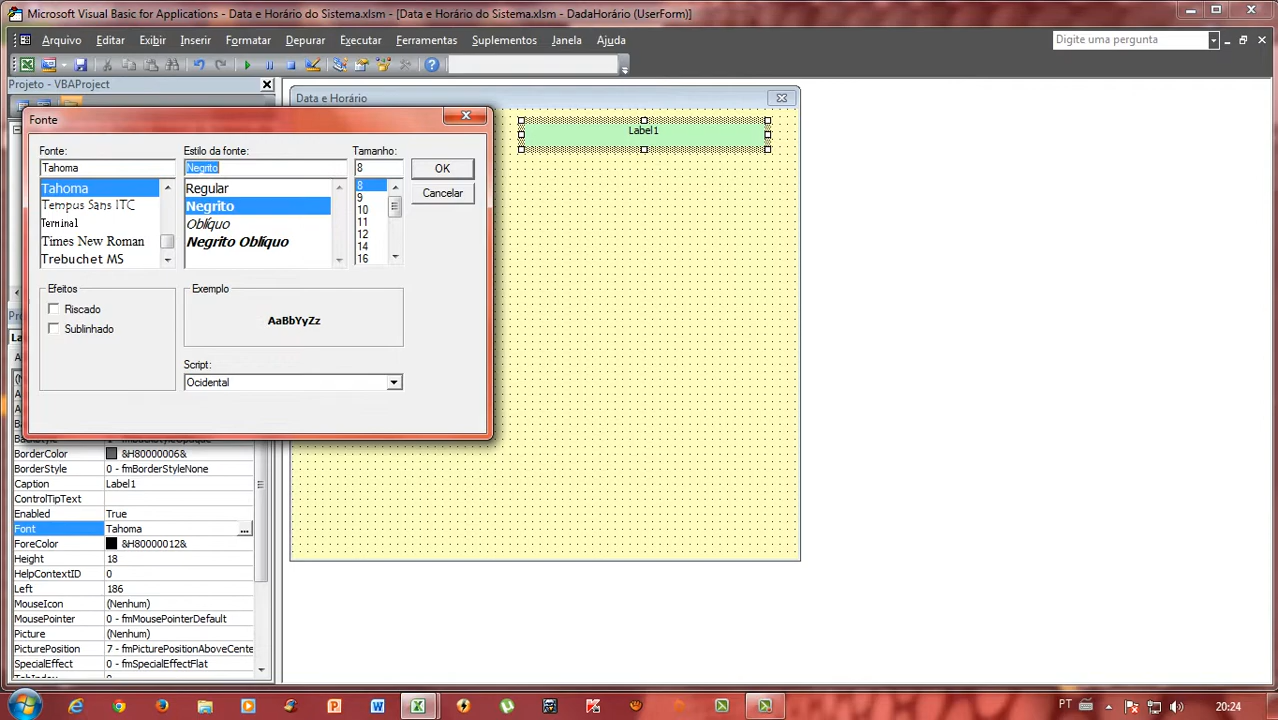 Microsoft Visual Basic for Applications - Data e Horário do Sistema.xlsm - [Data e Horário do Sistema.xlsm - DadaHorário (UserForm)]
Arquivo Editar Exibir Inserir Formatar Depurar Executar Ferramentas Suplementos Janela Ajuda
Digite uma pergunta
Projeto - VBAProject
Data e Horário
Label1
Fonte
Fonte: Estilo da fonte: Tamanho:
Tahoma Negrito 8
OK
Cancelar
Tahoma
Tempus Sans ITC
Terminal
Times New Roman
Trebuchet MS
Regular
Negrito
Oblíquo
Negrito Oblíquo
8
9
10
11
12
14
16
Efeitos
Riscado
Sublinhado
Exemplo
AaBbYyZz
Script:
Ocidental
BorderColor &H80000006&
BorderStyle 0 - fmBorderStyleNone
Caption Label1
ControlTipText
Enabled True
Font Tahoma ...
ForeColor &H80000012&
Height 18
HelpContextID 0
Left 186
MouseIcon (Nenhum)
MousePointer 0 - fmMousePointerDefault
Picture (Nenhum)
PicturePosition 7 - fmPicturePositionAboveCente
SpecialEffect 0 - fmSpecialEffectFlat
PT
20:24